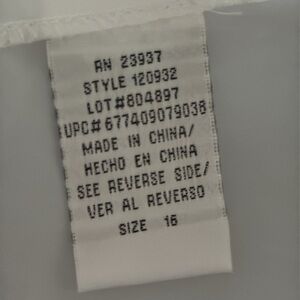 RN 23937
STYLE 120932
LOT#804897
UPC#677409079038
MADE IN CHINA/
HECHO EN CHINA
SEE REVERSE SIDE/
VER AL REVERSO
SIZE 16